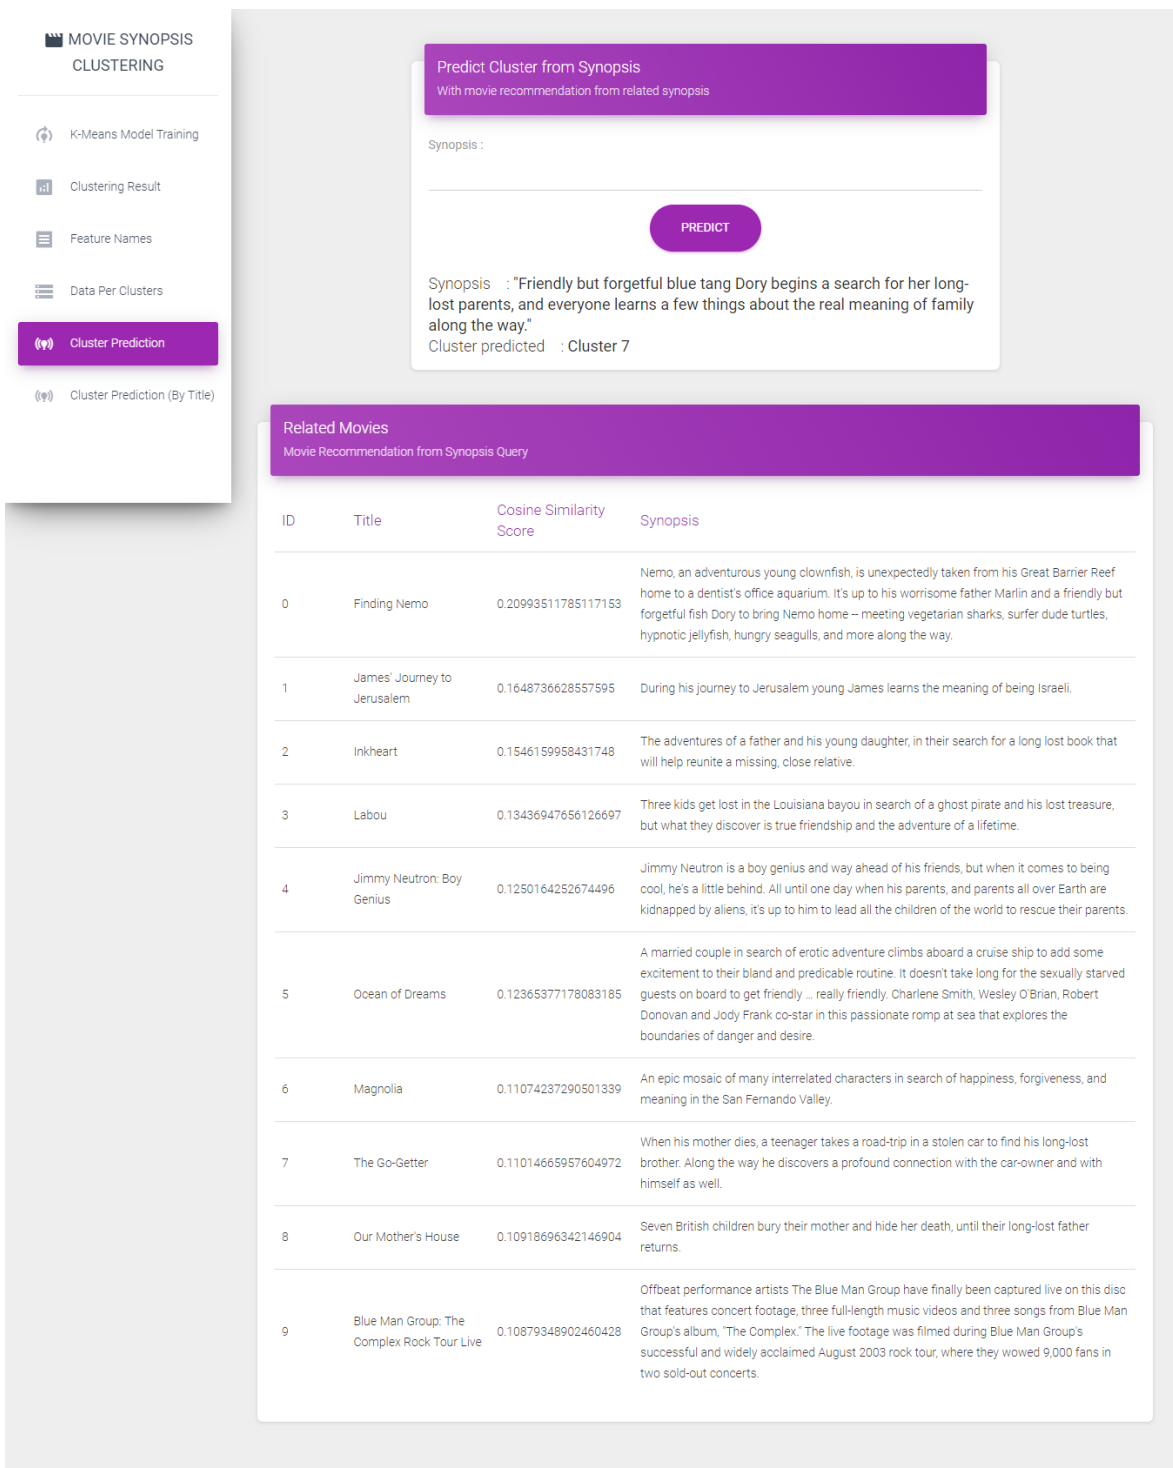 MOVIE SYNOPSIS
CLUSTERING
K-Means Model Training
Clustering Result
Feature Names
Data Per Clusters
Cluster Prediction
Cluster Prediction (By Title)
Predict Cluster from Synopsis
With movie recommendation from related synopsis
Synopsis :
PREDICT
Synopsis : "Friendly but forgetful blue tang Dory begins a search for her long-
lost parents, and everyone learns a few things about the real meaning of family
along the way."
Cluster predicted : Cluster 7
Related Movies
Movie Recommendation from Synopsis Query
ID Title Cosine Similarity Score Synopsis
0 Finding Nemo 0.20993511785117153 Nemo, an adventurous young clownfish, is unexpectedly taken from his Great Barrier Reef
home to a dentist's office aquarium. It's up to his worrisome father Marlin and a friendly but
forgetful fish Dory to bring Nemo home -- meeting vegetarian sharks, surfer dude turtles,
hypnotic jellyfish, hungry seagulls, and more along the way.
1 James' Journey to Jerusalem 0.1648736628557595 During his journey to Jerusalem young James learns the meaning of being Israeli.
2 Inkheart 0.1546159958431748 The adventures of a father and his young daughter, in their search for a long lost book that
will help reunite a missing, close relative.
3 Labou 0.13436947656126697 Three kids get lost in the Louisiana bayou in search of a ghost pirate and his lost treasure,
but what they discover is true friendship and the adventure of a lifetime.
4 Jimmy Neutron: Boy Genius 0.1250164252674496 Jimmy Neutron is a boy genius and way ahead of his friends, but when it comes to being
cool, he's a little behind. All until one day when his parents, and parents all over Earth are
kidnapped by aliens, it's up to him to lead all the children of the world to rescue their parents.
5 Ocean of Dreams 0.12365377178083185 A married couple in search of erotic adventure climbs aboard a cruise ship to add some
excitement to their bland and predicable routine. It doesn't take long for the sexually starved
guests on board to get friendly ... really friendly. Charlene Smith, Wesley O'Brian, Robert
Donovan and Jody Frank co-star in this passionate romp at sea that explores the
boundaries of danger and desire.
6 Magnolia 0.11074237290501339 An epic mosaic of many interrelated characters in search of happiness, forgiveness, and
meaning in the San Fernando Valley.
7 The Go-Getter 0.11014665957604972 When his mother dies, a teenager takes a road-trip in a stolen car to find his long-lost
brother. Along the way he discovers a profound connection with the car-owner and with
himself as well.
8 Our Mother's House 0.10918696342146904 Seven British children bury their mother and hide her death, until their long-lost father
returns.
9 Blue Man Group: The Complex Rock Tour Live 0.10879348902460428 Offbeat performance artists The Blue Man Group have finally been captured live on this disc
that features concert footage, three full-length music videos and three songs from Blue Man
Group's album, "The Complex." The live footage was filmed during Blue Man Group's
successful and widely acclaimed August 2003 rock tour, where they wowed 9,000 fans in
two sold-out concerts.